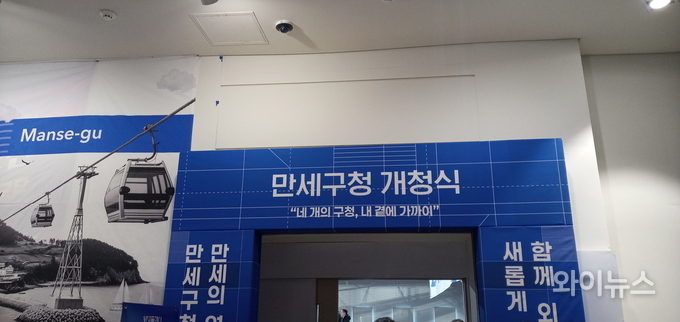 Manse-gu
만세구청 개청식
“네 개의 구청, 내 곁에 가까이”
만세의
만세구청
함께
새롭게
와이뉴스